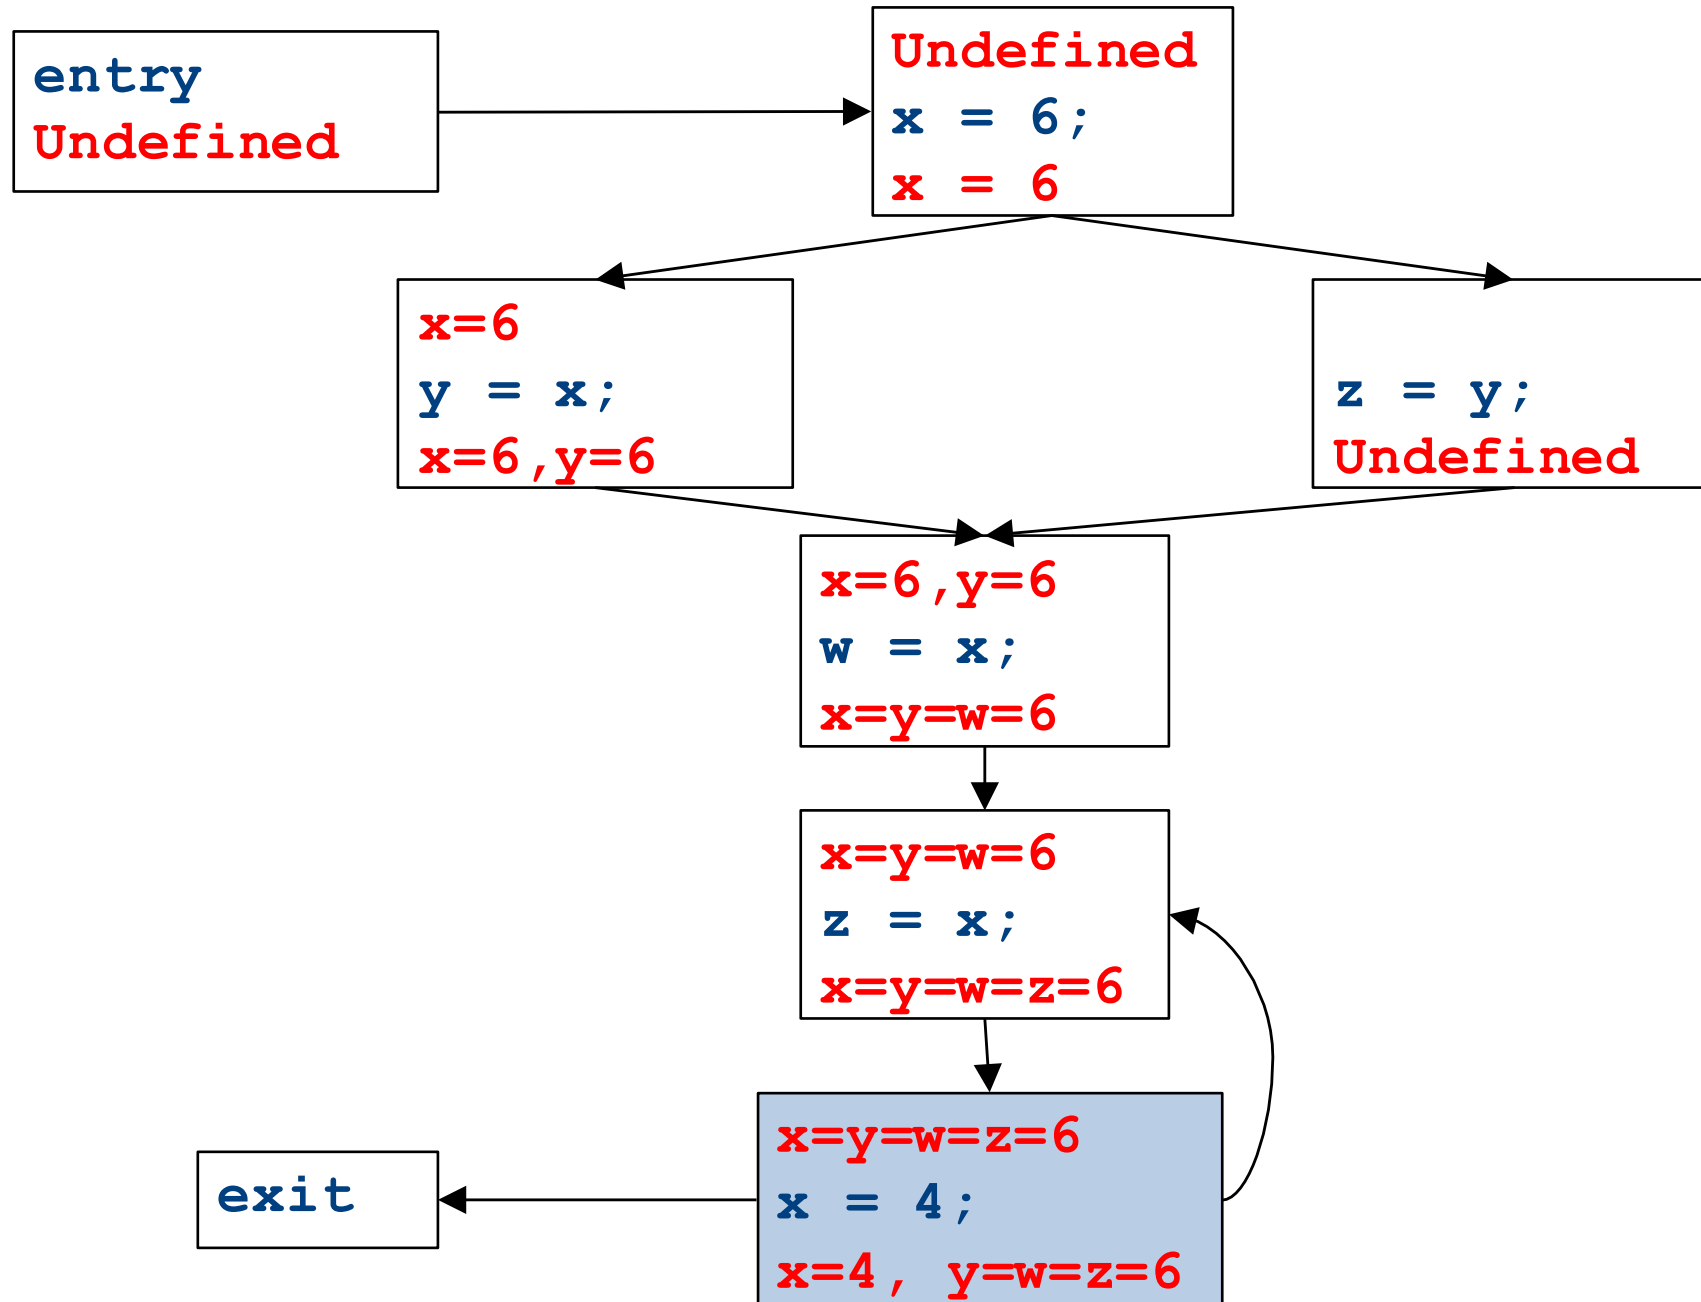 entry
Undefined
Undefined
x = 6;
x = 6
x=6
y = x;
x=6,y=6
z = y;
Undefined
x=6,y=6
w = x;
x=y=w=6
x=y=w=6
z = x;
x=y=w=z=6
x=y=w=z=6
x = 4;
x=4, y=w=z=6
exit